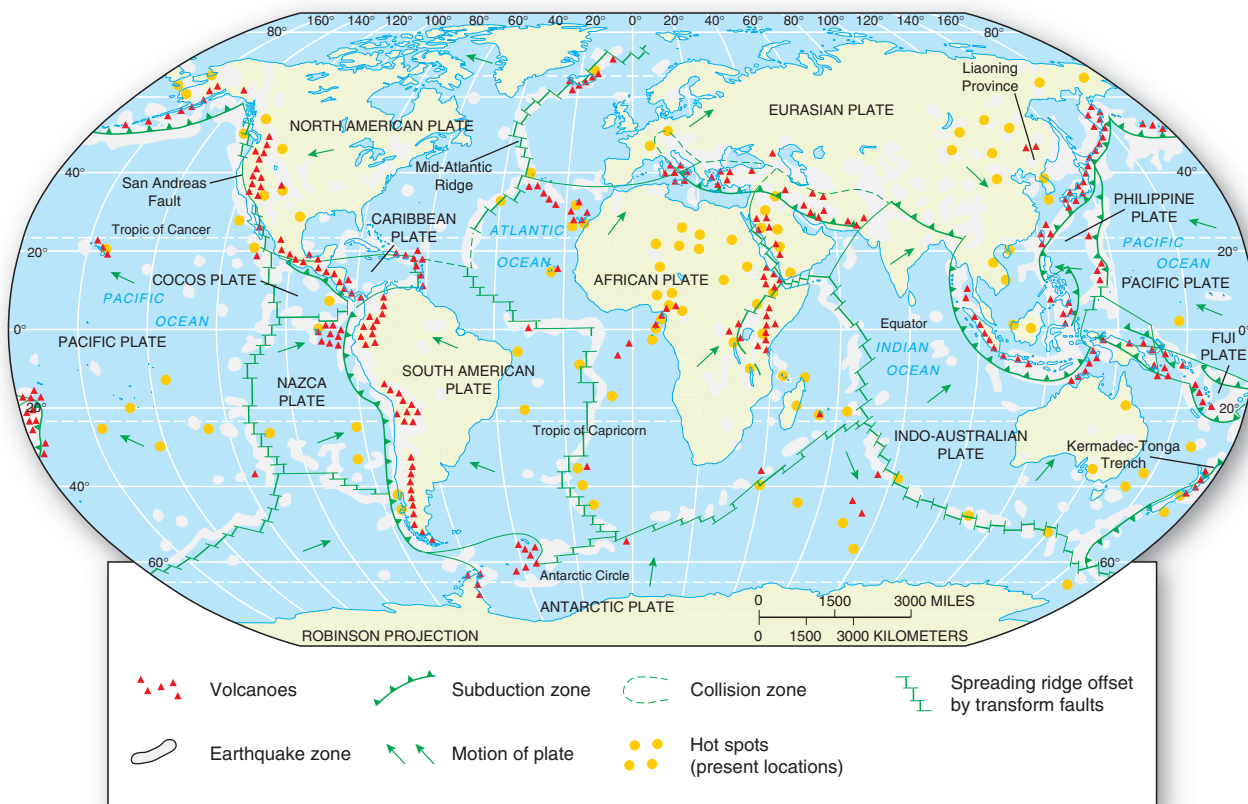 160° 140° 120° 100° 80° 60° 40° 20° 0° 20° 40° 60° 80° 100° 120° 140° 160°
80° 80°
Liaoning
Province
EURASIAN PLATE
NORTH AMERICAN PLATE
Mid-Atlantic
Ridge
40° 40°
San Andreas
Fault
PHILIPPINE
PLATE
CARIBBEAN
PLATE
Tropic of Cancer
ATLANTIC
OCEAN
PACIFIC
OCEAN
20° 20°
COCOS PLATE
AFRICAN PLATE
PACIFIC PLATE
PACIFIC
OCEAN
0° 0°
Equator
PACIFIC PLATE
INDIAN
OCEAN
FIJI
PLATE
SOUTH AMERICAN
PLATE
NAZCA
PLATE
20° 20°
Tropic of Capricorn
INDO-AUSTRALIAN
PLATE
Kermadec-Tonga
Trench
40° 40°
60° 60°
Antarctic Circle
ANTARCTIC PLATE
0 1500 3000 MILES
0 1500 3000 KILOMETERS
ROBINSON PROJECTION
Volcanoes
Subduction zone
Collision zone
Spreading ridge offset
by transform faults
Earthquake zone
Motion of plate
Hot spots
(present locations)